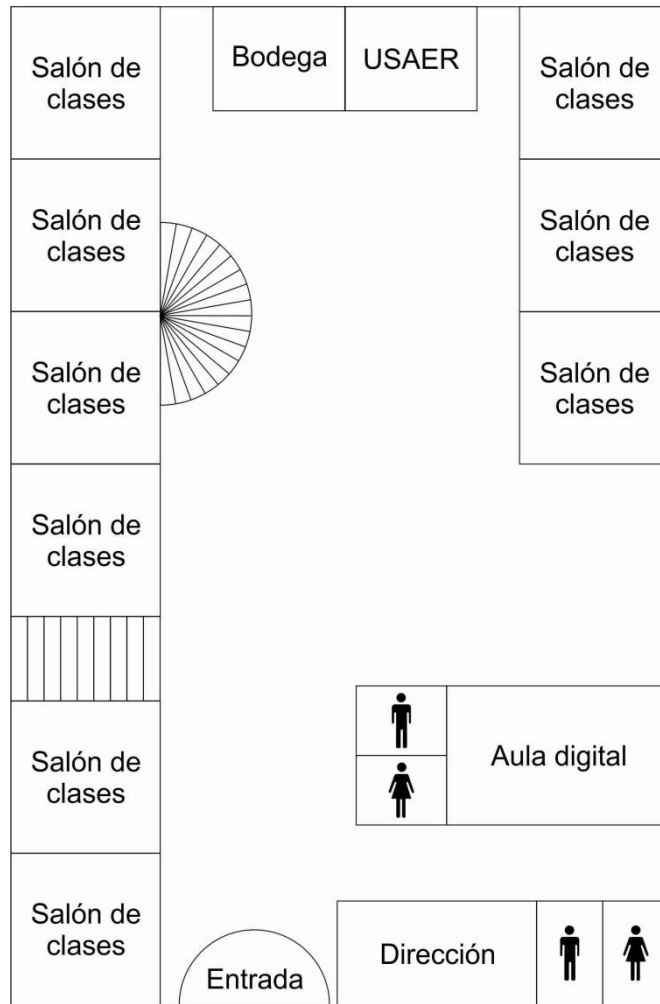 Salón de
clases
Bodega
USAER
Salón de
clases
Salón de
clases
Salón de
clases
Salón de
clases
Salón de
clases
Salón de
clases
Salón de
clases
Aula digital
Salón de
clases
Dirección
Entrada